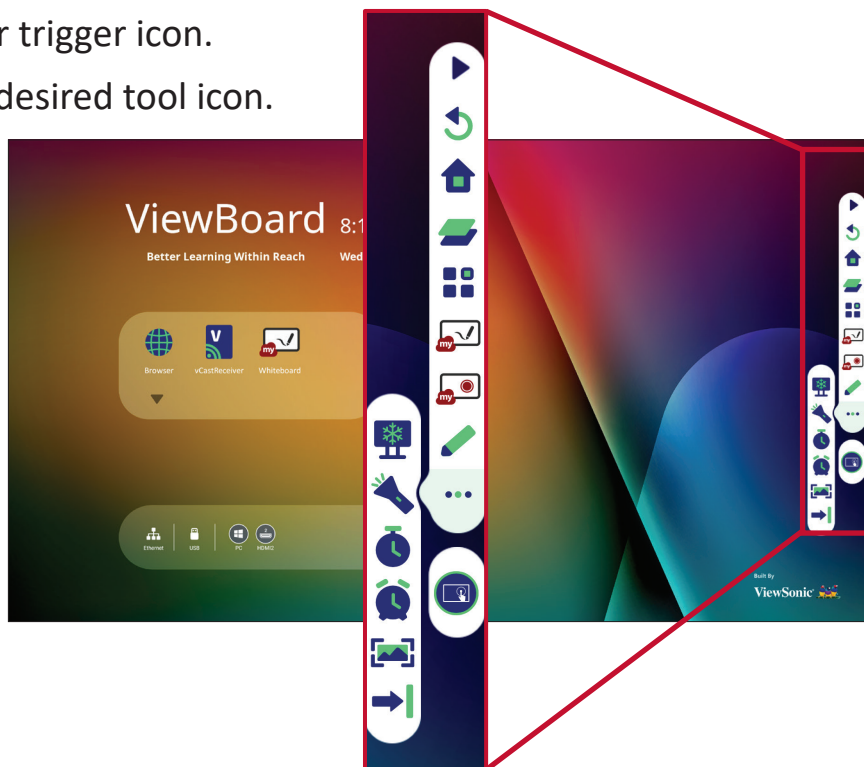 r trigger icon.
desired tool icon.
ViewBoard 8:1
Better Learning Within Reach Wed
Browser vCastReceiver Whiteboard
V
my
my
my
my
Ethernet USB PC HDMI2
Built By
ViewSonic